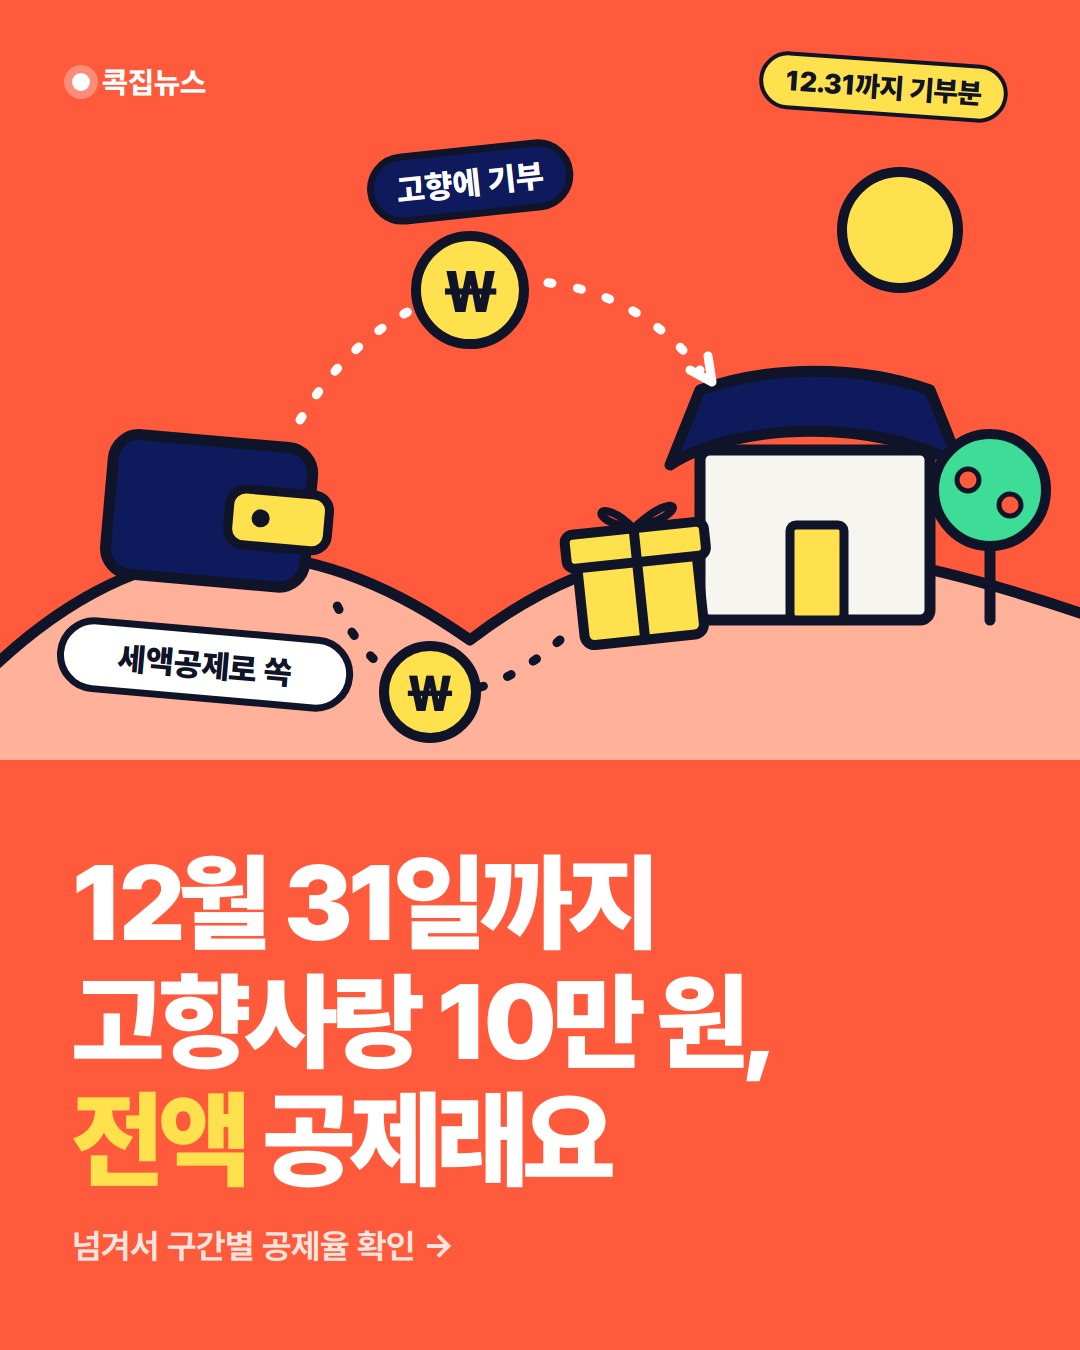 콕집뉴스
12.31까지 기부분
고향에 기부
₩
세액공제로 쏙
₩
12월 31일까지
고향사랑 10만 원,
전액 공제래요
넘겨서 구간별 공제율 확인 →